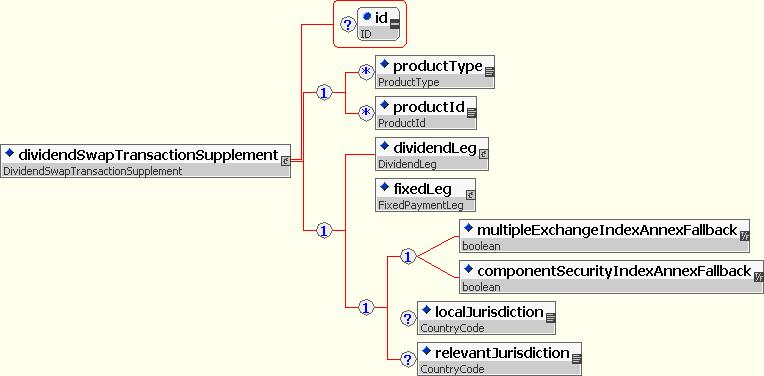 ? id
ID
* productType
ProductType
1
* productId
ProductId
dividendLeg
DividendLeg
dividendSwapTransactionSupplement
DividendSwapTransactionSupplement
fixedLeg
FixedPaymentLeg
1
multipleExchangeIndexAnnexFallback
boolean
1
componentSecurityIndexAnnexFallback
boolean
1
? localJurisdiction
CountryCode
? relevantJurisdiction
CountryCode